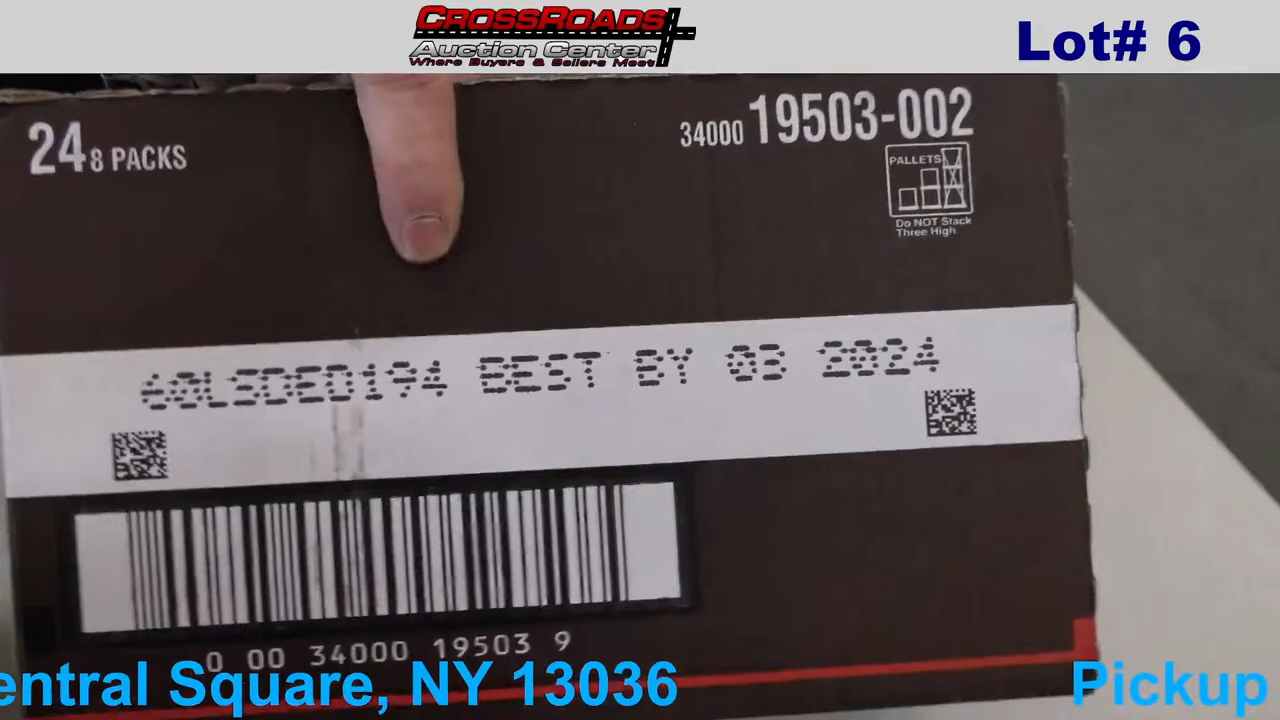 CROSSROADS
Auction Center
Where Buyers & Sellers Meet
Lot# 6
24 8 PACKS
34000 19503-002
PALLETS
Do NOT Stack
Three High
60LSDED194 BEST BY 03 2024
0 00 34000 19503 9
entral Square, NY 13036
Pickup